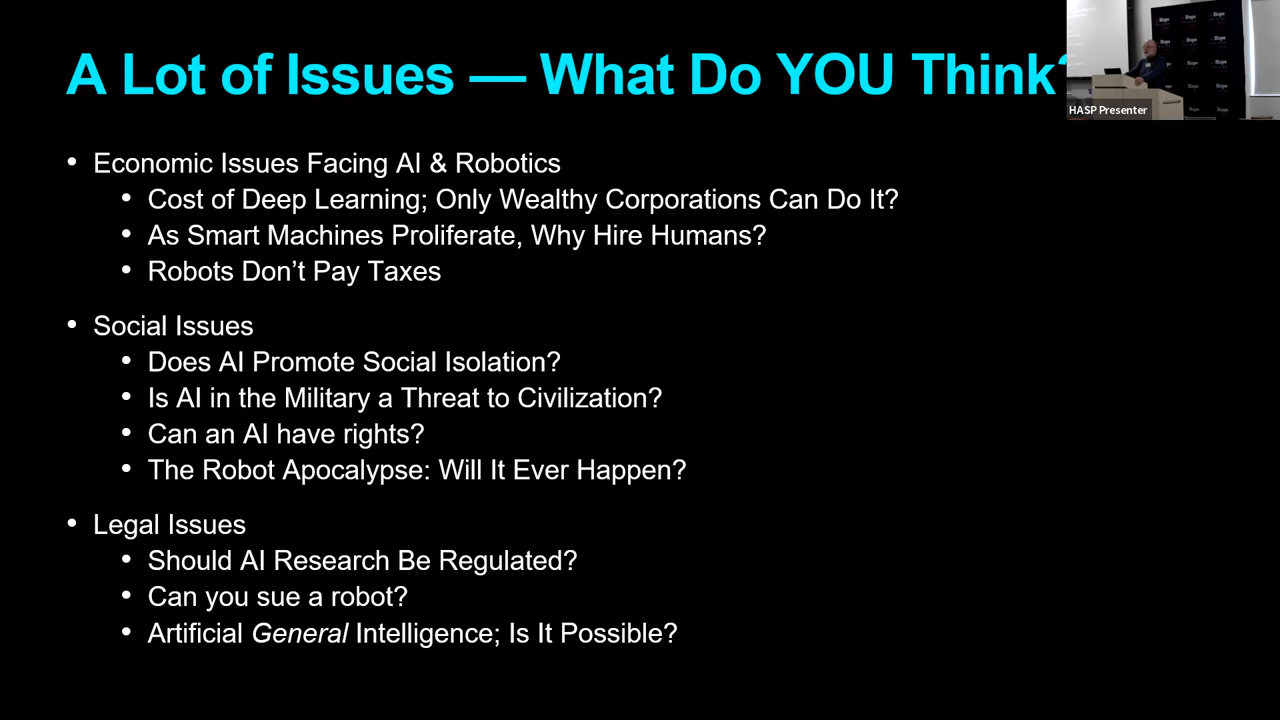 A Lot of Issues — What Do YOU Think?
HASP Presenter
• Economic Issues Facing AI & Robotics
• Cost of Deep Learning; Only Wealthy Corporations Can Do It?
• As Smart Machines Proliferate, Why Hire Humans?
• Robots Don’t Pay Taxes
• Social Issues
• Does AI Promote Social Isolation?
• Is AI in the Military a Threat to Civilization?
• Can an AI have rights?
• The Robot Apocalypse: Will It Ever Happen?
• Legal Issues
• Should AI Research Be Regulated?
• Can you sue a robot?
• Artificial General Intelligence; Is It Possible?